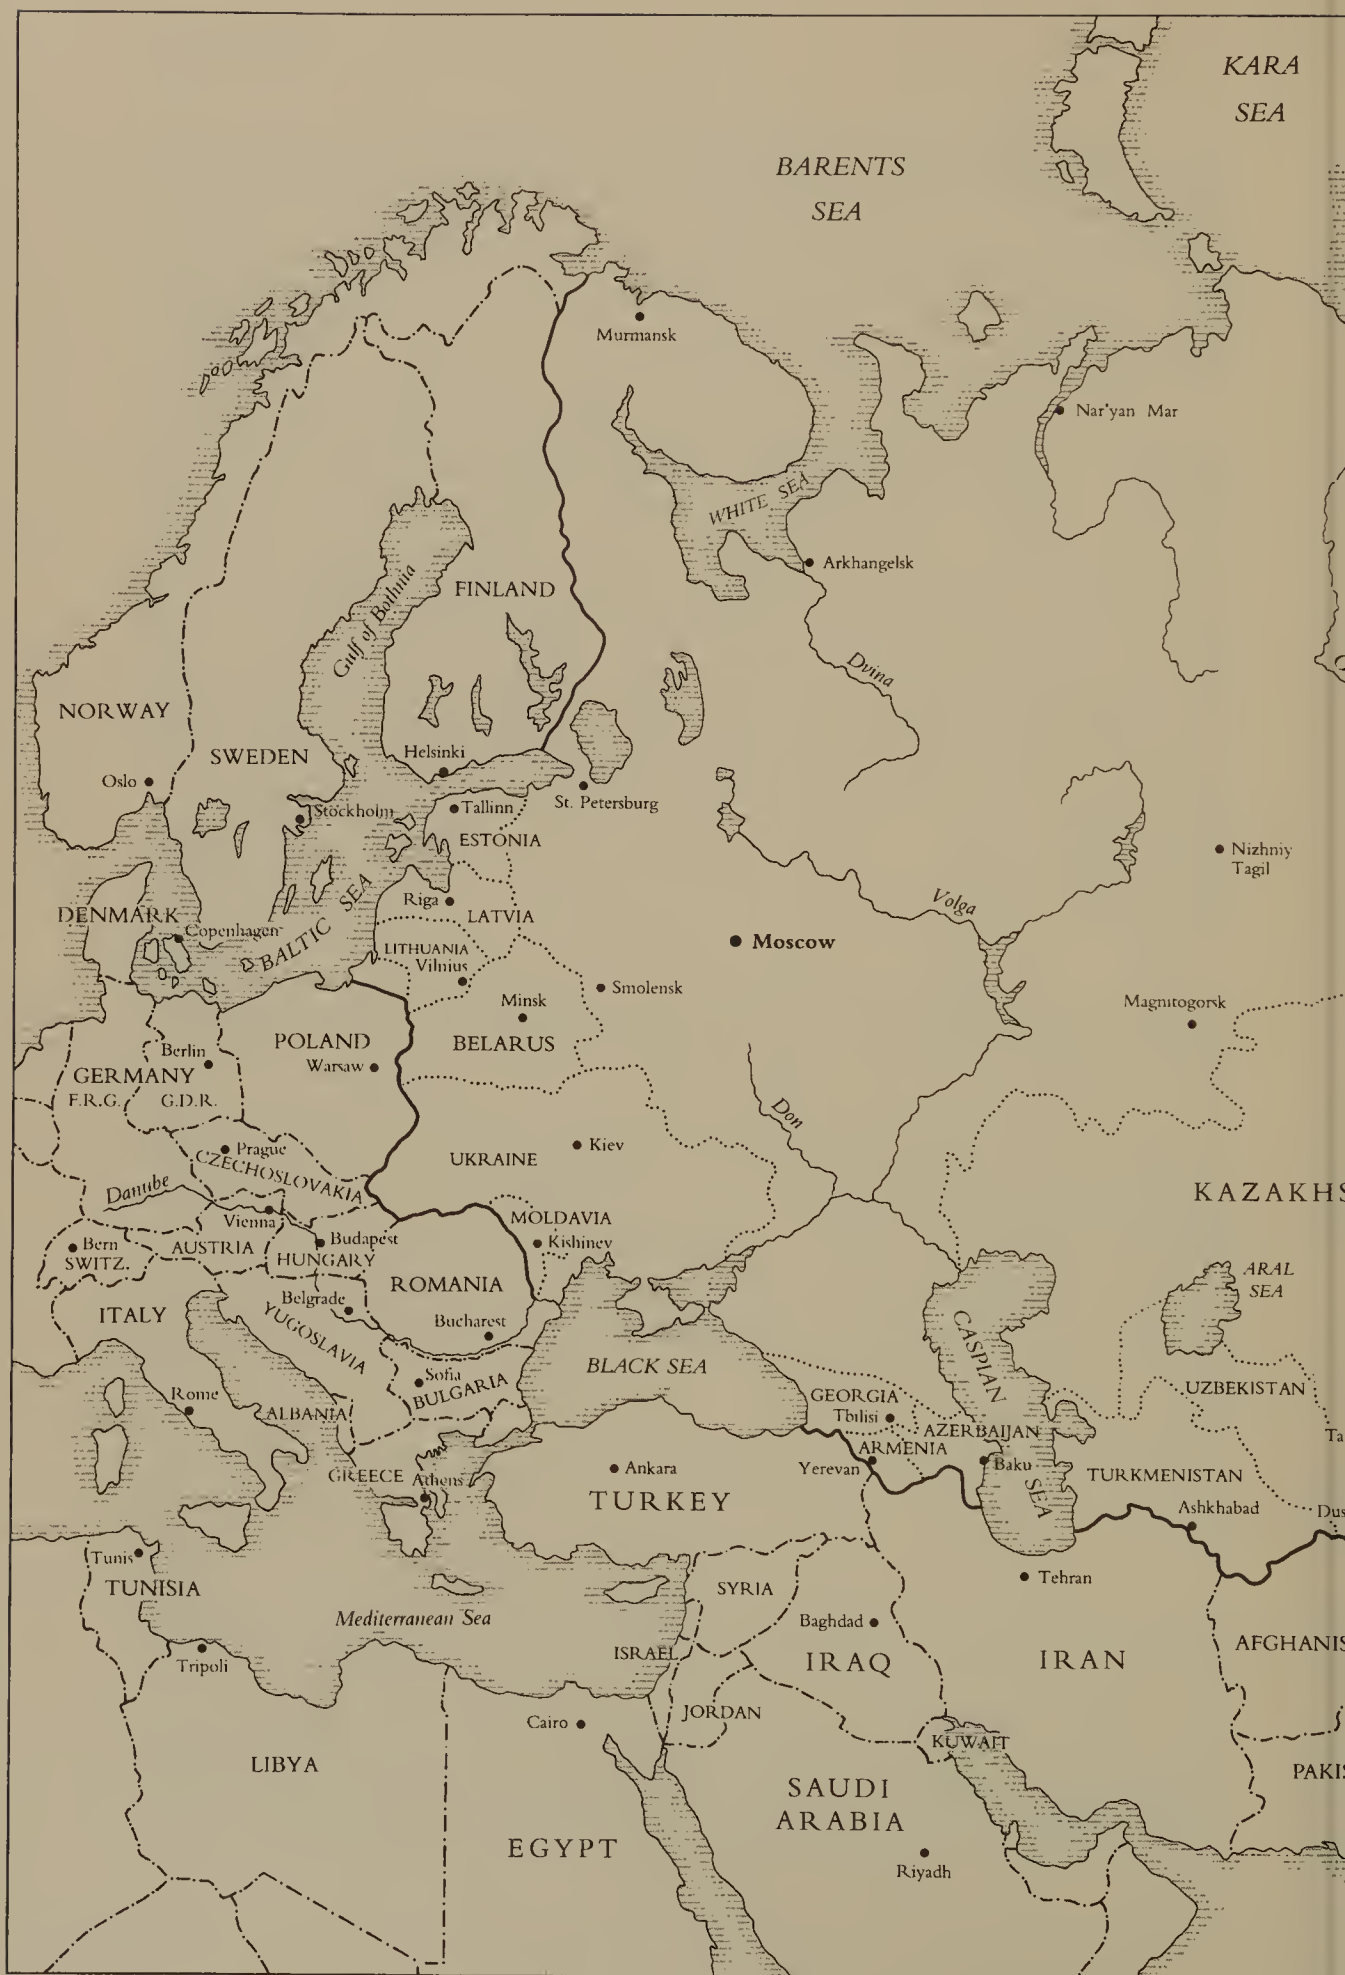 KARA
SEA
BARENTS
SEA
Murmansk
Nar'yan Mar
WHITE SEA
Arkhangelsk
FINLAND
Gulf of Bothnia
Dvina
NORWAY
SWEDEN
Helsinki
Oslo
Stockholm
Tallinn
St. Petersburg
ESTONIA
Nizhniy
Tagil
Riga
LATVIA
Volga
DENMARK
Copenhagen
BALTIC SEA
LITHUANIA
Vilnius
Moscow
Smolensk
Minsk
BELARUS
Magnitogorsk
POLAND
Warsaw
Berlin
GERMANY
F.R.G.
G.D.R.
Don
Prague
CZECHOSLOVAKIA
UKRAINE
Kiev
Danube
KAZAKHS
Vienna
MOLDAVIA
Kishinev
Bern
SWITZ.
AUSTRIA
Budapest
HUNGARY
ROMANIA
ARAL
SEA
ITALY
Belgrade
YUGOSLAVIA
Bucharest
CASPIAN
SEA
BLACK SEA
Sofia
BULGARIA
Rome
ALBANIA
GEORGIA
Tbilisi
UZBEKISTAN
AZERBAIJAN
ARMENIA
Ta
GREECE
Athens
Ankara
TURKEY
Yerevan
Baku
TURKMENISTAN
Ashkhabad
Dus
Tunis
TUNISIA
SYRIA
Tehran
Mediterranean Sea
Baghdad
ISRAEL
IRAQ
IRAN
AFGHANIS
Tripoli
JORDAN
Cairo
KUWAIT
LIBYA
PAKIS
SAUDI
ARABIA
EGYPT
Riyadh